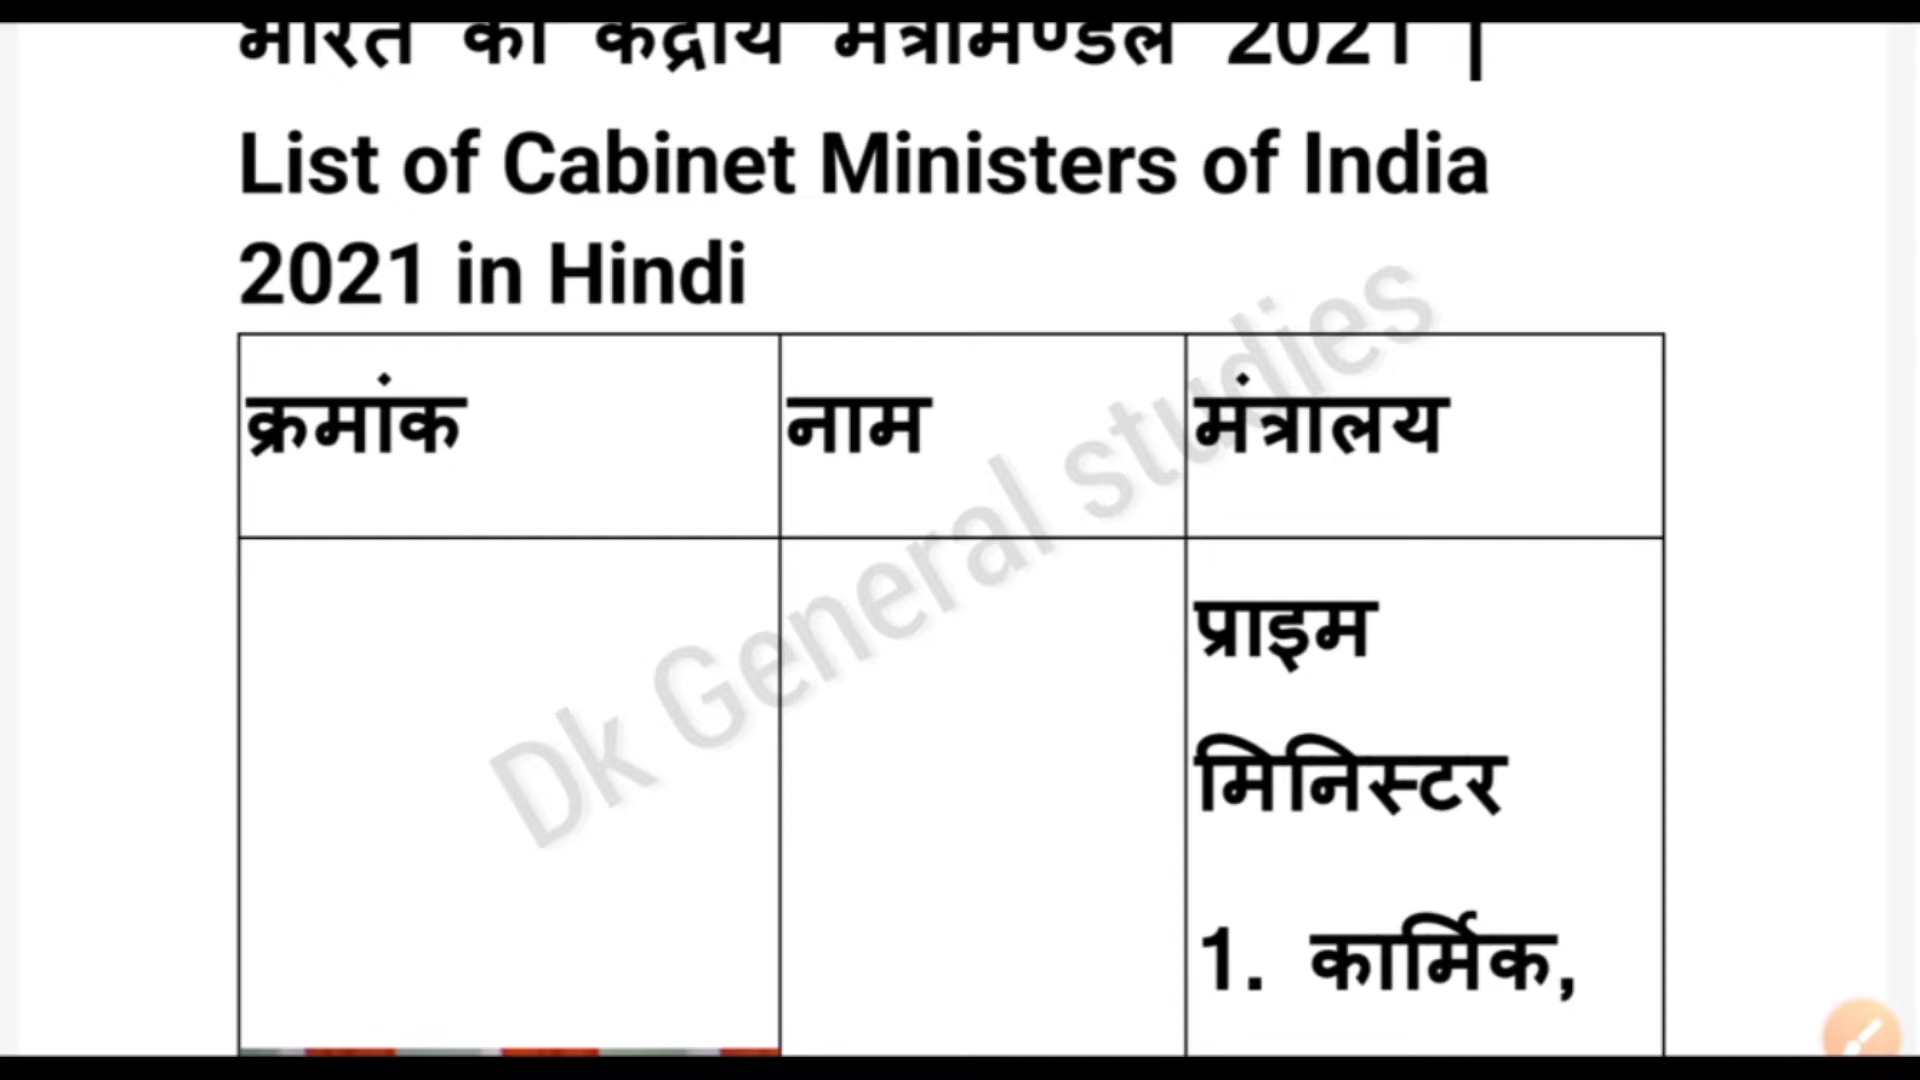 भारत का केंद्रीय मंत्रीमण्डल 2021 |
List of Cabinet Ministers of India
2021 in Hindi
क्रमांक नाम मंत्रालय
प्राइम
मिनिस्टर
1. कार्मिक,
Dk General studies